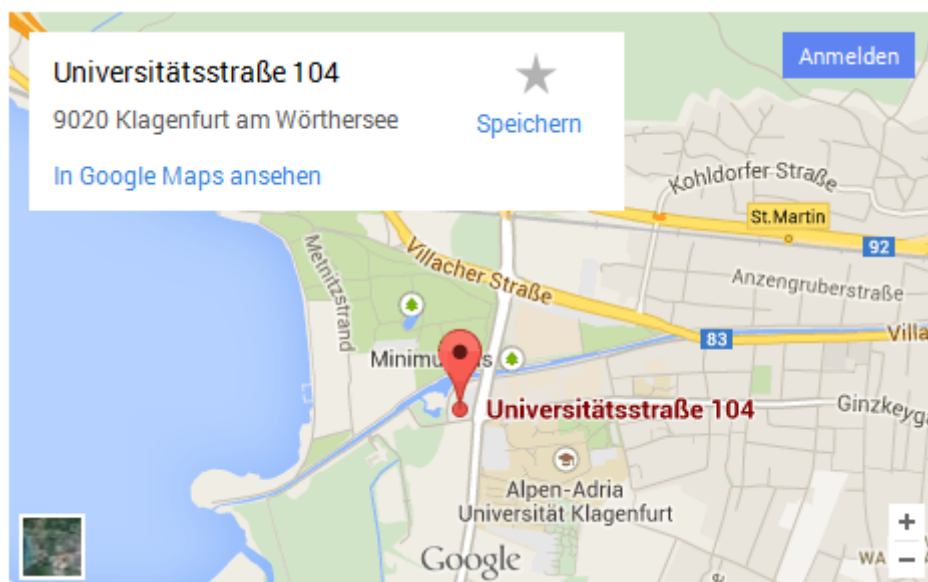 Universitätsstraße 104
9020 Klagenfurt am Wörthersee
In Google Maps ansehen
Speichern
Anmelden
Kohldorfer Straße
St.Martin
92
Metnitzstrand
Villacher Straße
Anzengruberstraße
83
Universitätsstraße 104
Alpen-Adria
Universität Klagenfurt
Google
+
−